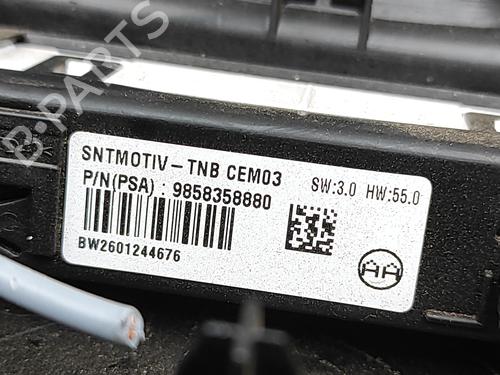 B-PARTS
SNTMOTIV-TNB CEM03
SW:3.0 HW:55.0
P/N(PSA) : 9858358880
BW2601244676
AA